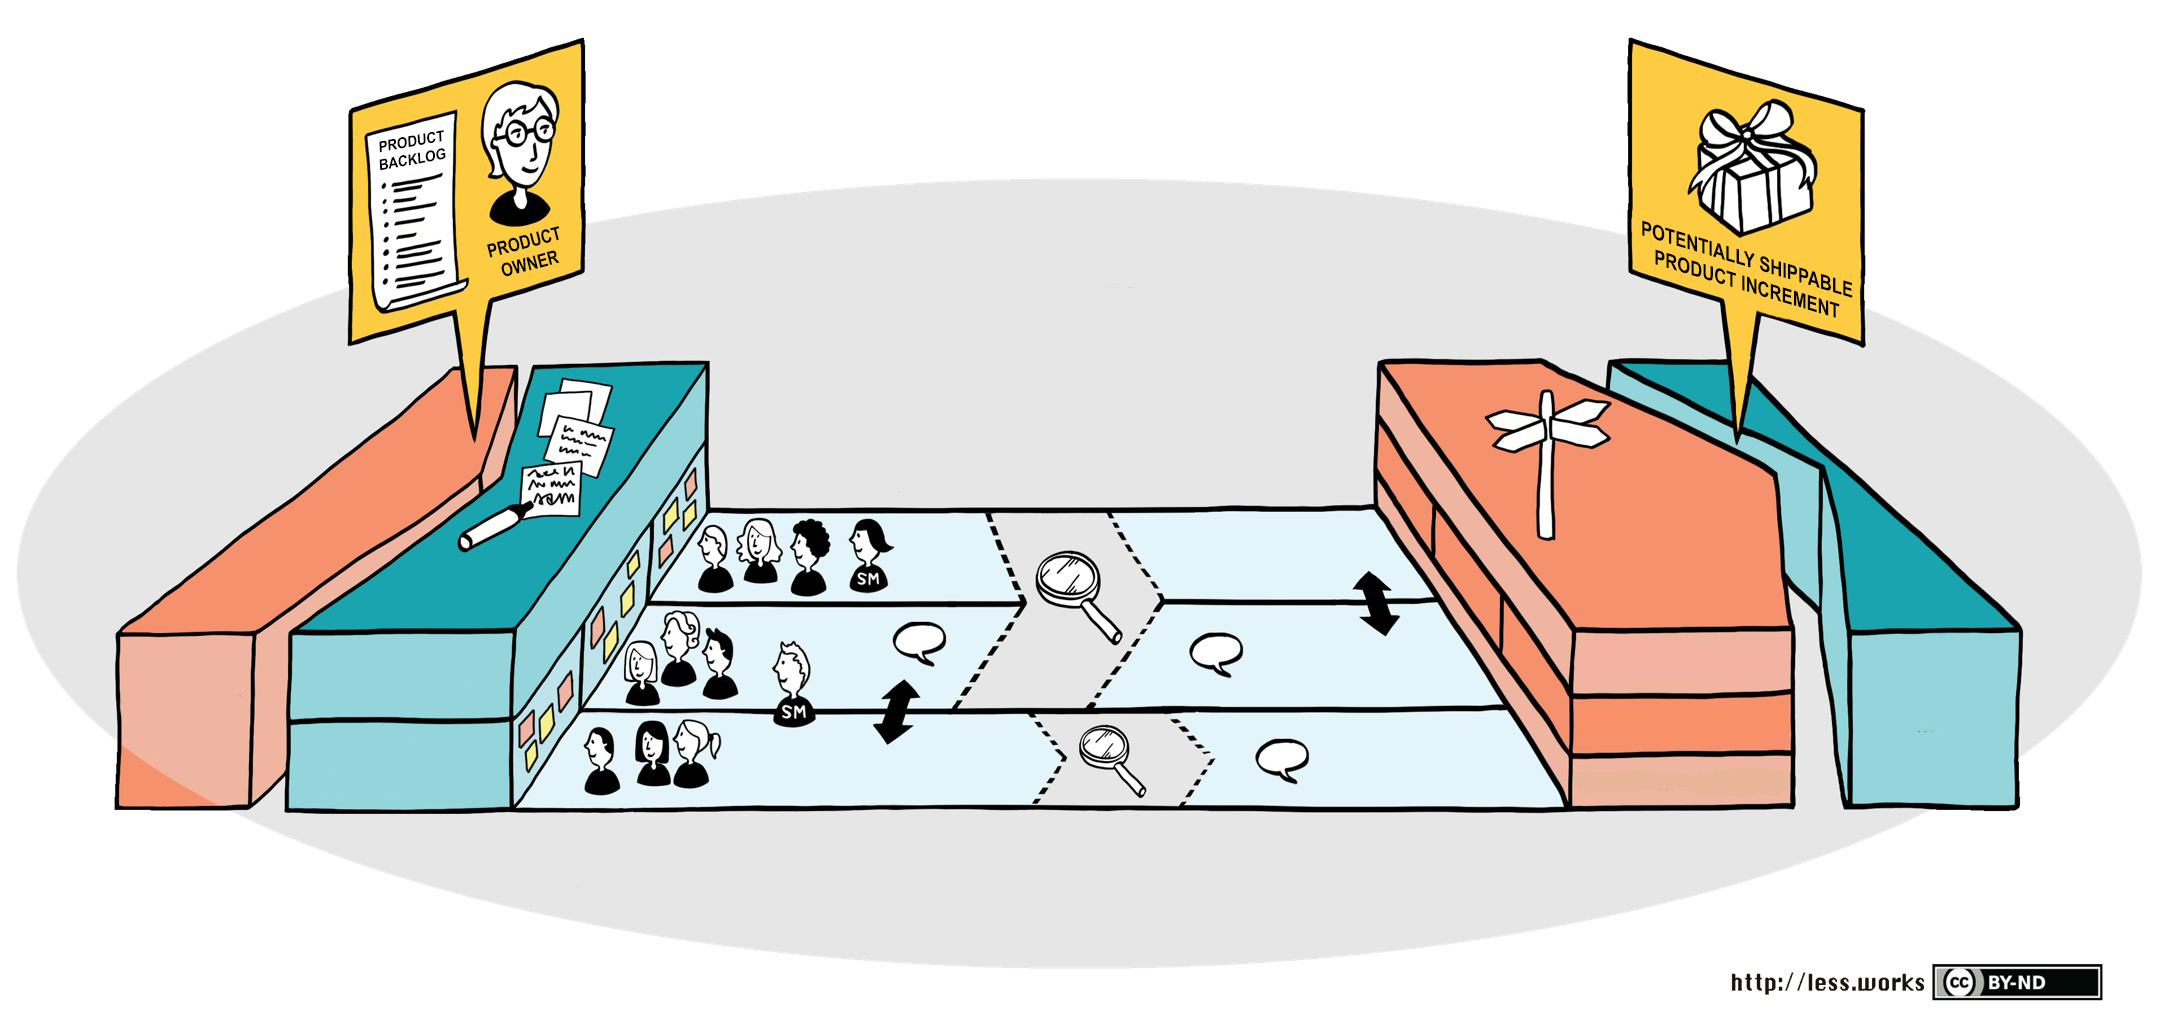 PRODUCT
BACKLOG
PRODUCT
OWNER
POTENTIALLY SHIPPABLE
PRODUCT INCREMENT
SM
SM
http://less.works
cc BY-ND